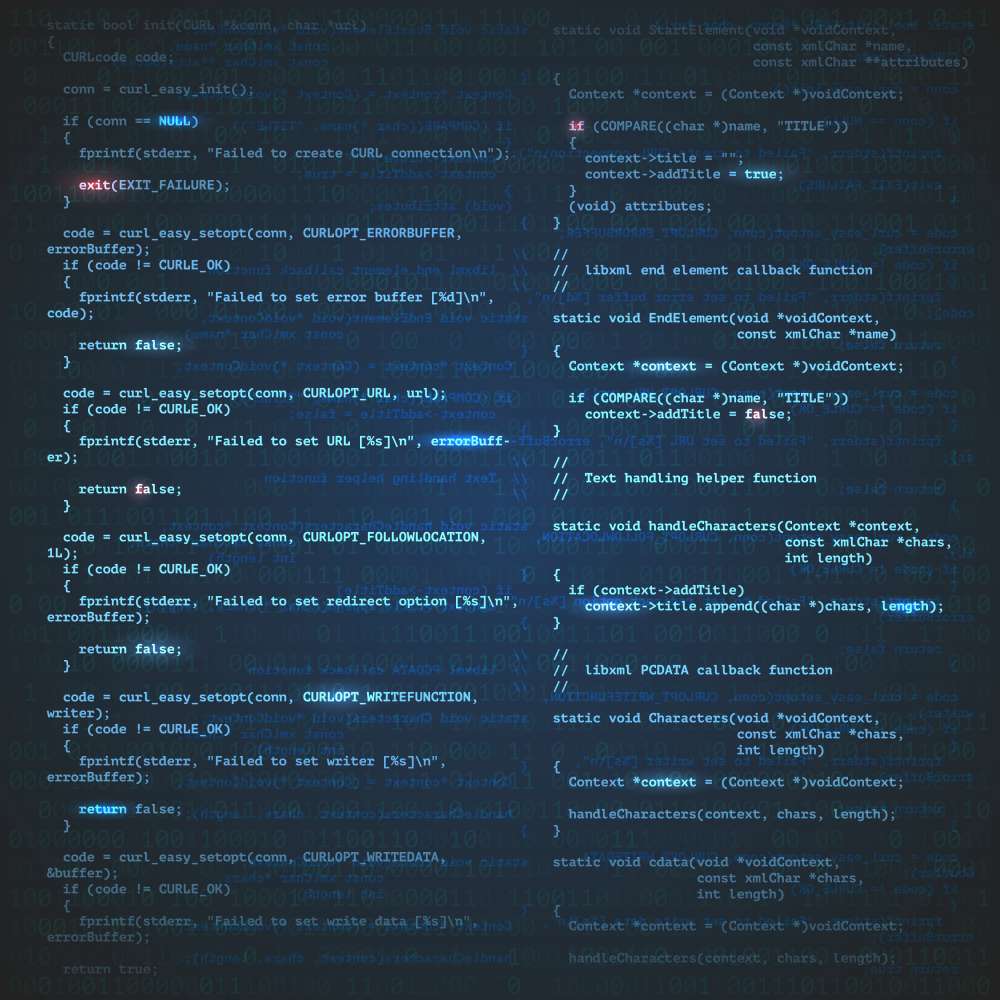 static bool init(CURL *&conn, char *url)
{
CURLcode code;
conn = curl_easy_init();
if (conn == NULL)
{
fprintf(stderr, "Failed to create CURL connection\n");
exit(EXIT_FAILURE);
}
code = curl_easy_setopt(conn, CURLOPT_ERRORBUFFER,
errorBuffer);
if (code != CURLE_OK)
{
fprintf(stderr, "Failed to set error buffer [%d]\n",
code);
return false;
}
code = curl_easy_setopt(conn, CURLOPT_URL, url);
if (code != CURLE_OK)
{
fprintf(stderr, "Failed to set URL [%s]\n", errorBuff-
er);
return false;
}
code = curl_easy_setopt(conn, CURLOPT_FOLLOWLOCATION,
1L);
if (code != CURLE_OK)
{
fprintf(stderr, "Failed to set redirect option [%s]\n",
errorBuffer);
return false;
}
code = curl_easy_setopt(conn, CURLOPT_WRITEFUNCTION,
writer);
if (code != CURLE_OK)
{
fprintf(stderr, "Failed to set writer [%s]\n",
errorBuffer);
return false;
}
code = curl_easy_setopt(conn, CURLOPT_WRITEDATA,
&buffer);
if (code != CURLE_OK)
{
fprintf(stderr, "Failed to set write data [%s]\n",
errorBuffer);
return true;
static void StartElement(void *voidContext,
const xmlChar *name,
const xmlChar **attributes)
{
Context *context = (Context *)voidContext;
if (COMPARE((char *)name, "TITLE"))
{
context->title = "";
context->addTitle = true;
}
(void) attributes;
}
//
// libxml end element callback function
//
static void EndElement(void *voidContext,
const xmlChar *name)
{
Context *context = (Context *)voidContext;
if (COMPARE((char *)name, "TITLE"))
context->addTitle = false;
}
//
// Text handling helper function
//
static void handleCharacters(Context *context,
const xmlChar *chars,
int length)
{
if (context->addTitle)
context->title.append((char *)chars, length);
}
//
// libxml PCDATA callback function
//
static void Characters(void *voidContext,
const xmlChar *chars,
int length)
{
Context *context = (Context *)voidContext;
handleCharacters(context, chars, length);
}
static void cdata(void *voidContext,
const xmlChar *chars,
int length)
{
Context *context = (Context *)voidContext;
handleCharacters(context, chars, length);